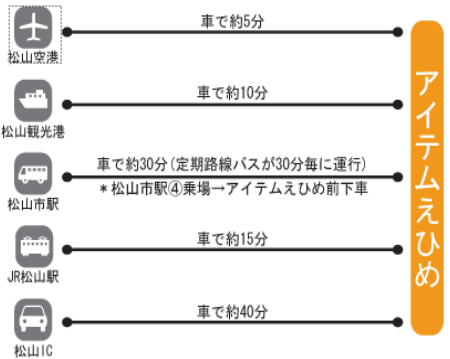 車で約5分
松山空港
車で約10分
松山観光港
車で約30分(定期路線バスが30分毎に運行)
*松山市駅④乗場→アイテムえひめ前下車
松山市駅
車で約15分
JR松山駅
車で約40分
松山IC
アイテムえひめ